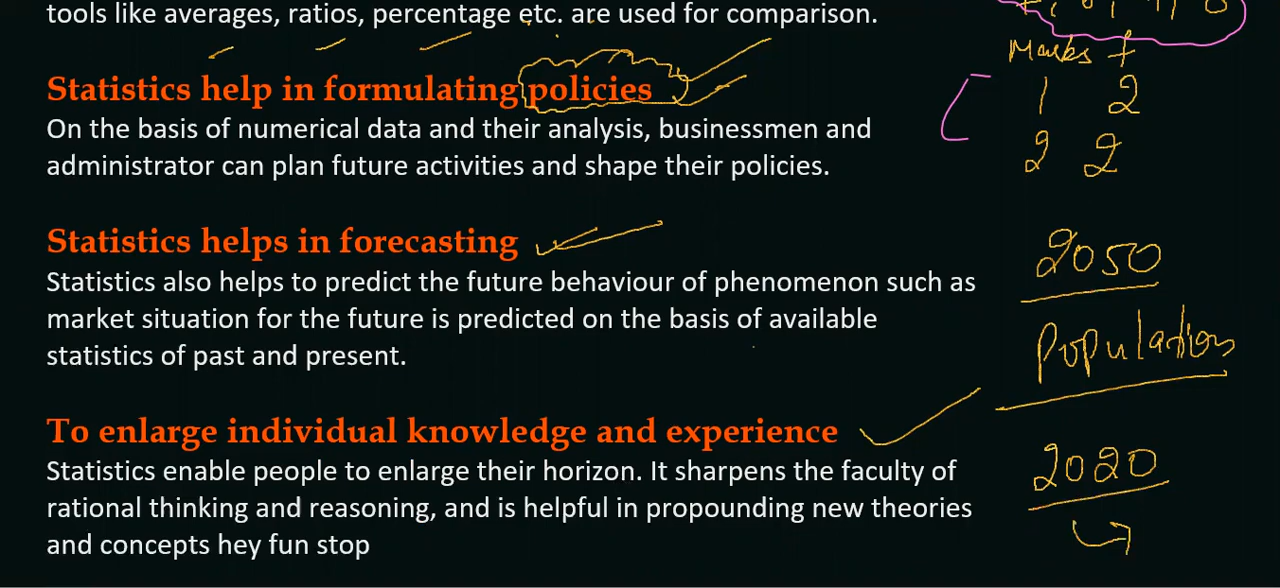 tools like averages, ratios, percentage etc. are used for comparison.
Marks f
Statistics help in formulating policies
1 2
On the basis of numerical data and their analysis, businessmen and
administrator can plan future activities and shape their policies.
2 2
Statistics helps in forecasting
2050
Statistics also helps to predict the future behaviour of phenomenon such as
market situation for the future is predicted on the basis of available
Population
statistics of past and present.
To enlarge individual knowledge and experience
Statistics enable people to enlarge their horizon. It sharpens the faculty of
2020
rational thinking and reasoning, and is helpful in propounding new theories
and concepts hey fun stop